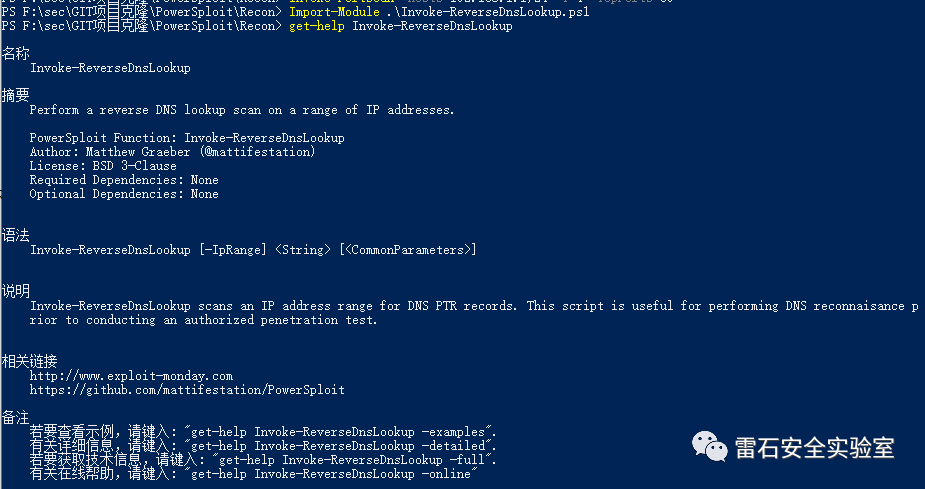 PS F:\sec\GIT项目克隆\PowerSploit\Recon> Import-Module .\Invoke-ReverseDnsLookup.ps1
PS F:\sec\GIT项目克隆\PowerSploit\Recon> get-help Invoke-ReverseDnsLookup
名称
Invoke-ReverseDnsLookup
摘要
Perform a reverse DNS lookup scan on a range of IP addresses.
PowerSploit Function: Invoke-ReverseDnsLookup
Author: Matthew Graeber (@mattifestation)
License: BSD 3-Clause
Required Dependencies: None
Optional Dependencies: None
语法
Invoke-ReverseDnsLookup [-IpRange] <String> [<CommonParameters>]
说明
Invoke-ReverseDnsLookup scans an IP address range for DNS PTR records. This script is useful for performing DNS reconnaisance p
rior to conducting an authorized penetration test.
相关链接
http://www.exploit-monday.com
https://github.com/mattifestation/PowerSploit
备注
若要查看示例，请键入: "get-help Invoke-ReverseDnsLookup -examples".
有关详细信息，请键入: "get-help Invoke-ReverseDnsLookup -detailed".
若要获取技术信息，请键入: "get-help Invoke-ReverseDnsLookup -full".
有关在线帮助，请键入: "get-help Invoke-ReverseDnsLookup -online"
雷石安全实验室